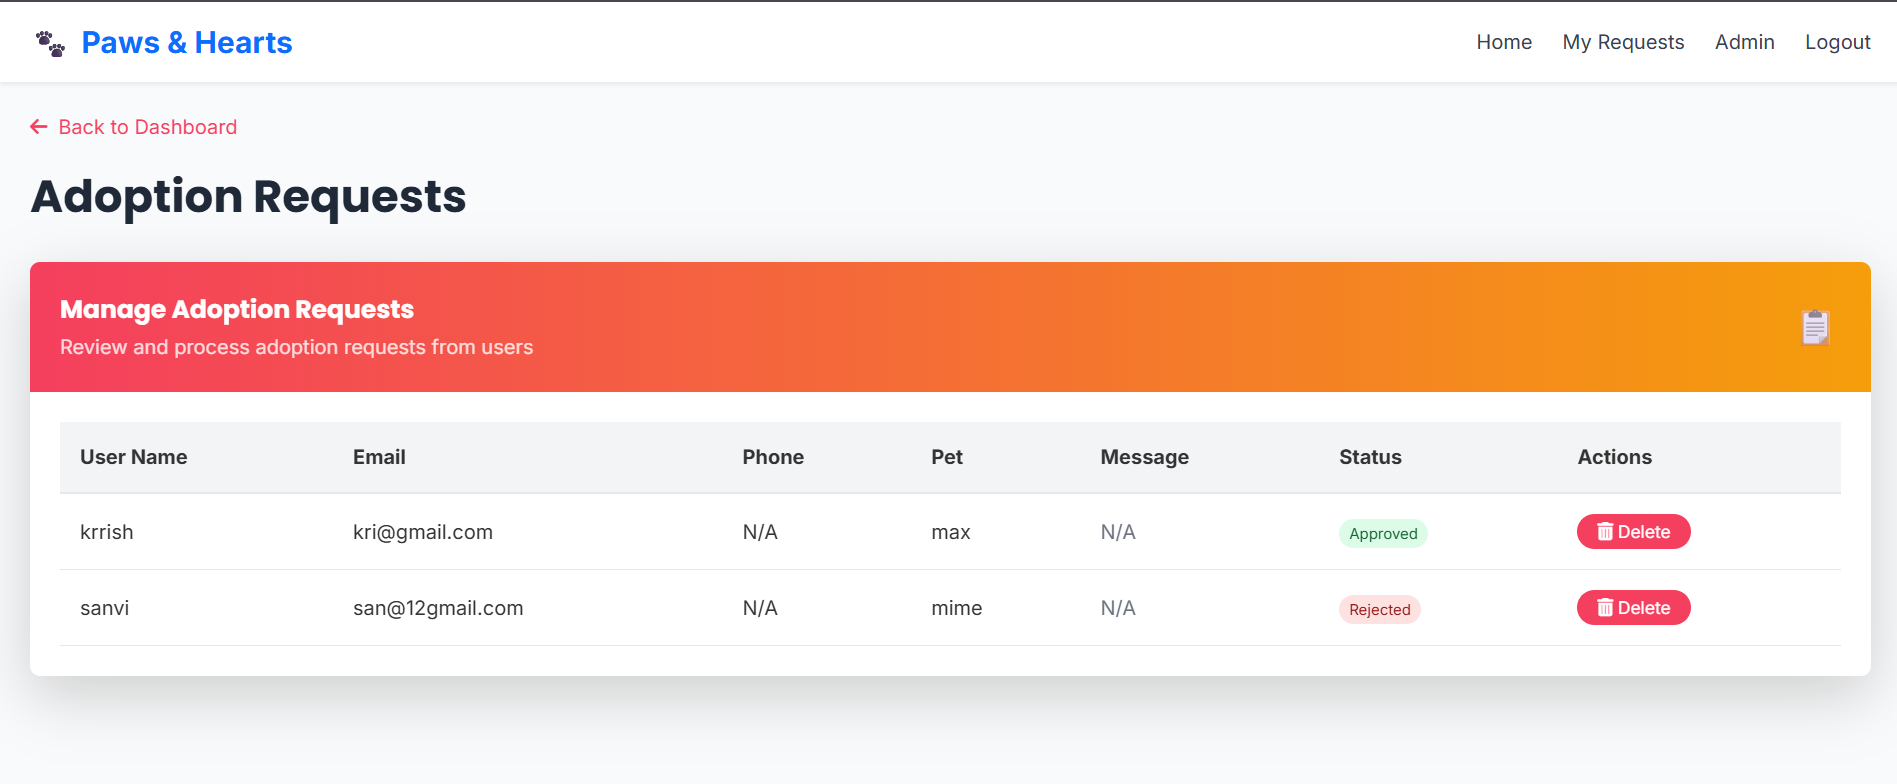 Paws & Hearts Home My Requests Admin Logout
Back to Dashboard
Adoption Requests
Manage Adoption Requests
Review and process adoption requests from users
User Name Email Phone Pet Message Status Actions
krrish kri@gmail.com N/A max N/A Approved Delete
sanvi san@12gmail.com N/A mime N/A Rejected Delete